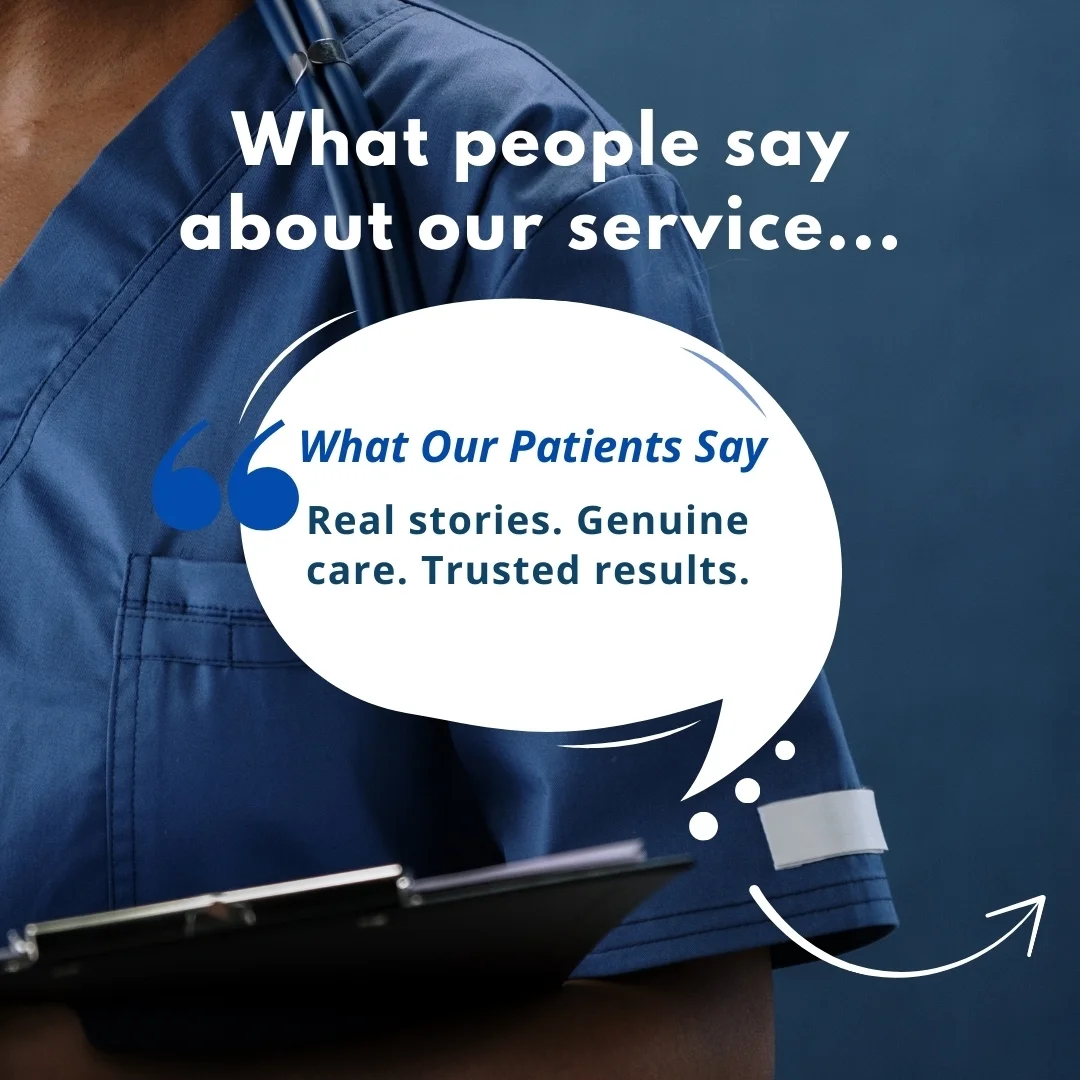 What people say
about our service...
What Our Patients Say
Real stories. Genuine
care. Trusted results.